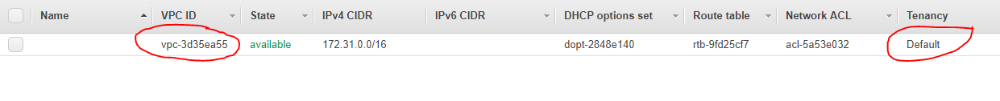 Name VPC ID State IPv4 CIDR IPv6 CIDR DHCP options set Route table Network ACL Tenancy
vpc-3d35ea55 available 172.31.0.0/16 dopt-2848e140 rtb-9fd25cf7 acl-5a53e032 Default